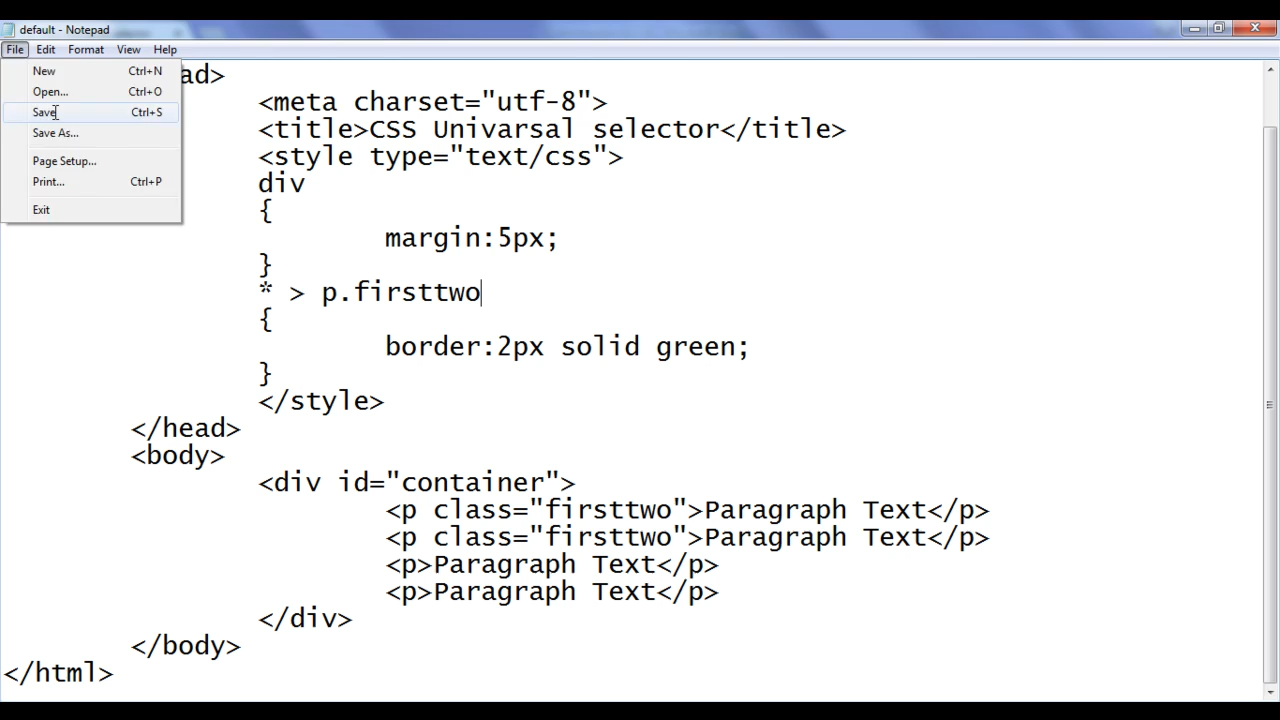 default - Notepad
File Edit Format View Help
New Ctrl+N
Open... Ctrl+O
Save Ctrl+S
Save As...
Page Setup...
Print... Ctrl+P
Exit
ad>
<meta charset="utf-8">
<title>CSS Univarsal selector</title>
<style type="text/css">
div
{
margin:5px;
}
* > p.firsttwo
{
border:2px solid green;
}
</style>
</head>
<body>
<div id="container">
<p class="firsttwo">Paragraph Text</p>
<p class="firsttwo">Paragraph Text</p>
<p>Paragraph Text</p>
<p>Paragraph Text</p>
</div>
</body>
</html>